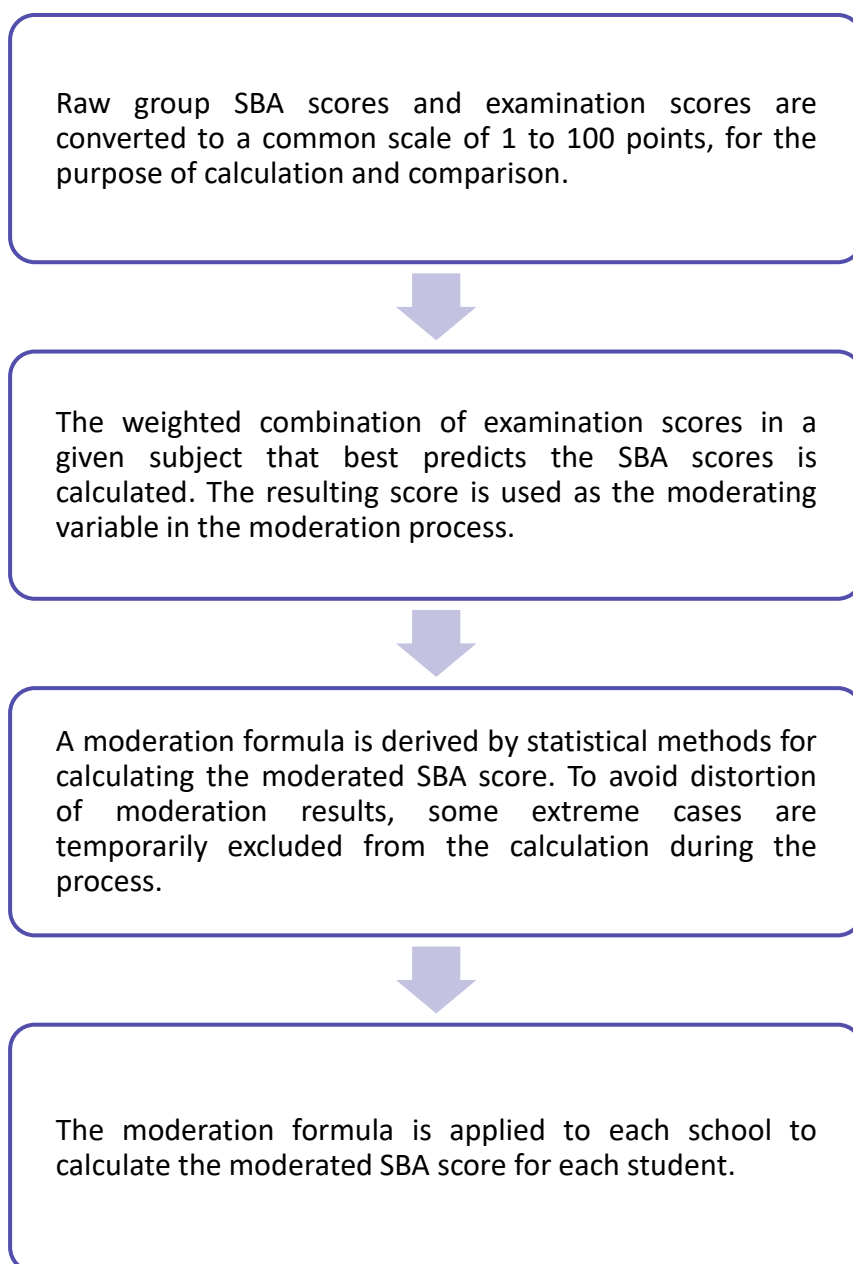 Raw group SBA scores and examination scores are
converted to a common scale of 1 to 100 points, for the
purpose of calculation and comparison.
The weighted combination of examination scores in a
given subject that best predicts the SBA scores is
calculated. The resulting score is used as the moderating
variable in the moderation process.
A moderation formula is derived by statistical methods for
calculating the moderated SBA score. To avoid distortion
of moderation results, some extreme cases are
temporarily excluded from the calculation during the
process.
The moderation formula is applied to each school to
calculate the moderated SBA score for each student.